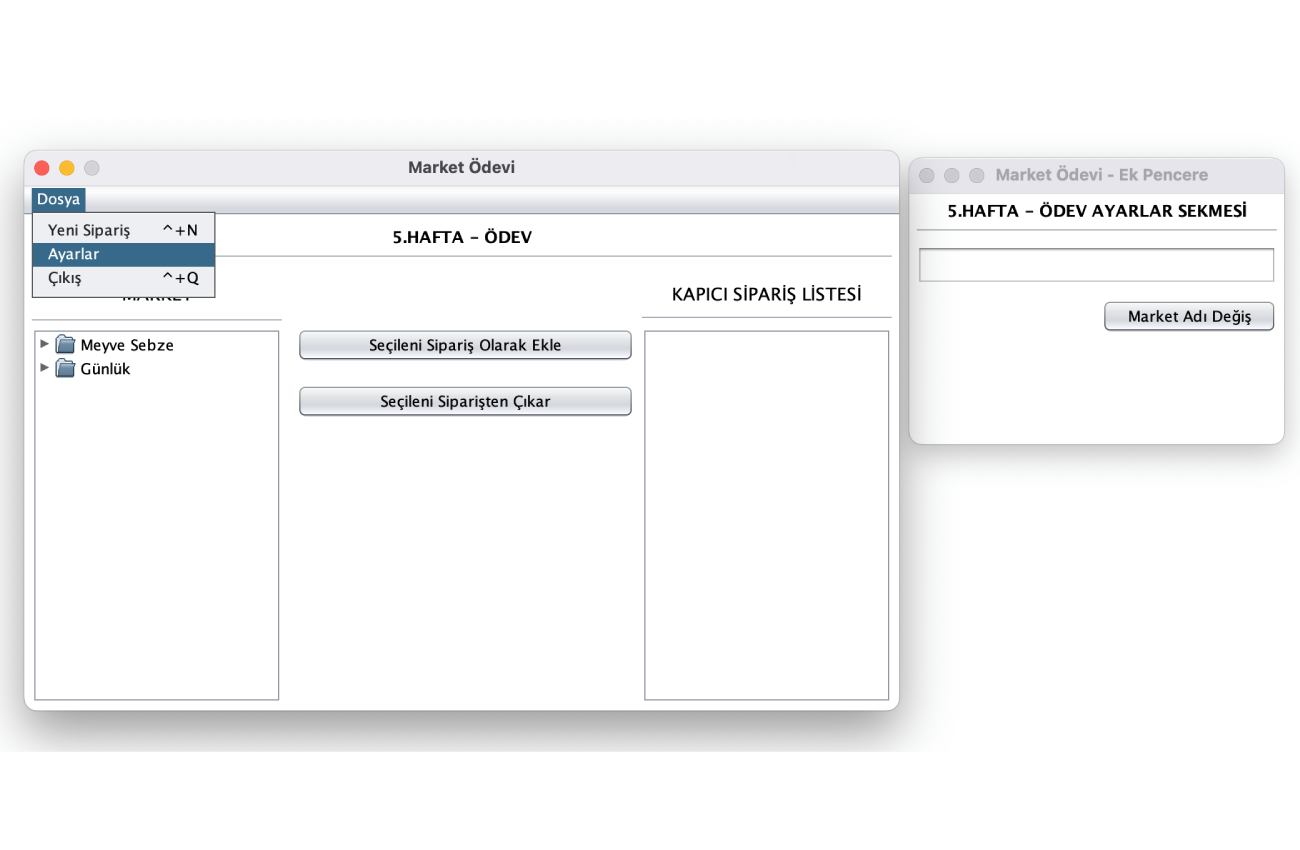 Market Ödevi
Dosya
Yeni Sipariş ^+N
Ayarlar
Çıkış ^+Q
5.HAFTA – ÖDEV
MARKET
KAPICI SİPARİŞ LİSTESİ
Meyve Sebze
Günlük
Seçileni Sipariş Olarak Ekle
Seçileni Siparişten Çıkar
Market Ödevi - Ek Pencere
5.HAFTA – ÖDEV AYARLAR SEKMESİ
Market Adı Değiş